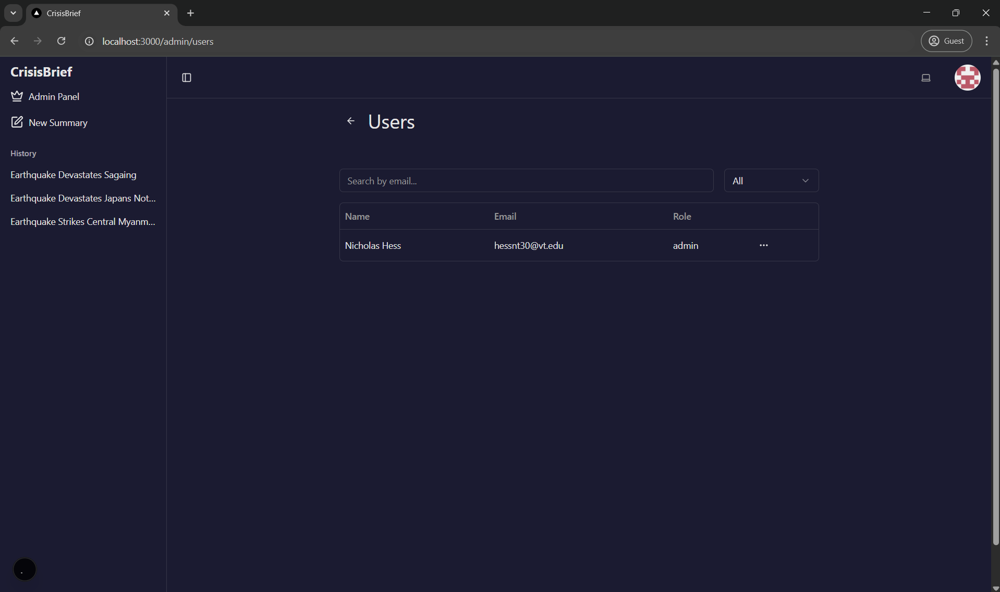 CrisisBrief
localhost:3000/admin/users
Guest
CrisisBrief
Admin Panel
New Summary
History
Earthquake Devastates Sagaing
Earthquake Devastates Japans Not...
Earthquake Strikes Central Myanm...
Users
Search by email...
All
Name Email Role
Nicholas Hess hessnt30@vt.edu admin